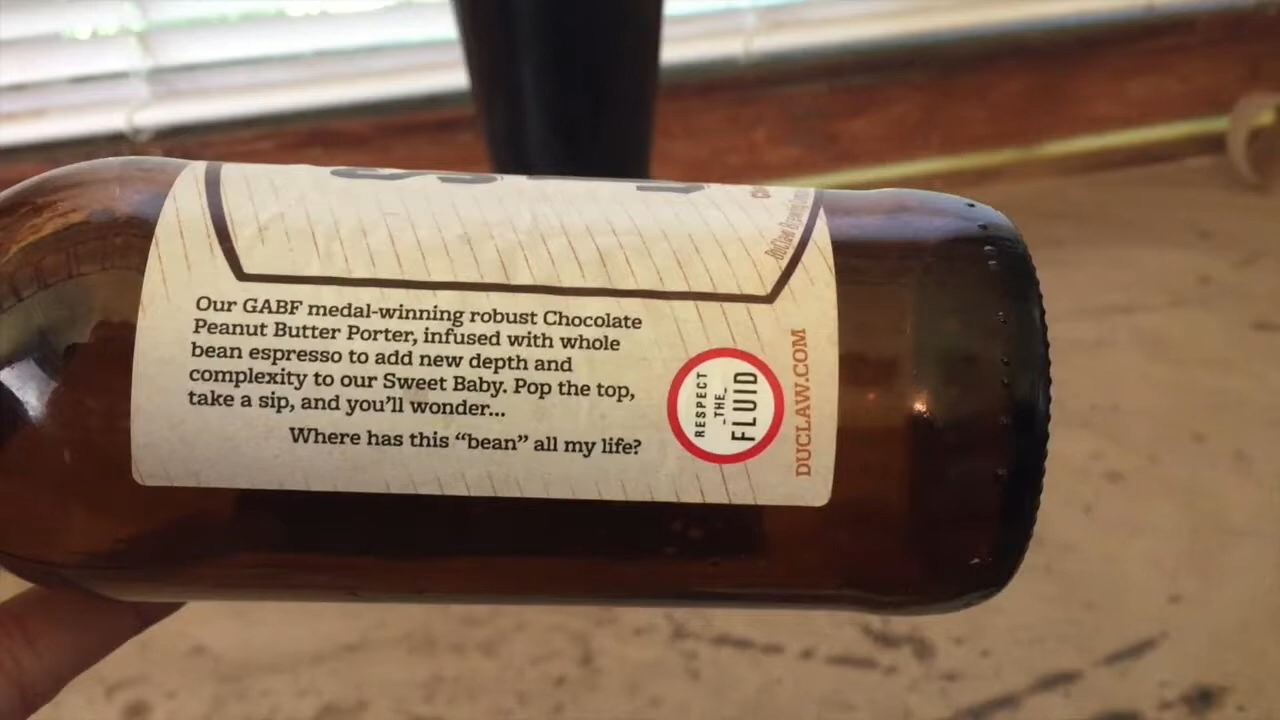 Our GABF medal-winning robust Chocolate
Peanut Butter Porter, infused with whole
bean espresso to add new depth and
complexity to our Sweet Baby. Pop the top,
take a sip, and you'll wonder...
Where has this “bean” all my life?
RESPECT
_THE_
FLUID
DUCLAW.COM